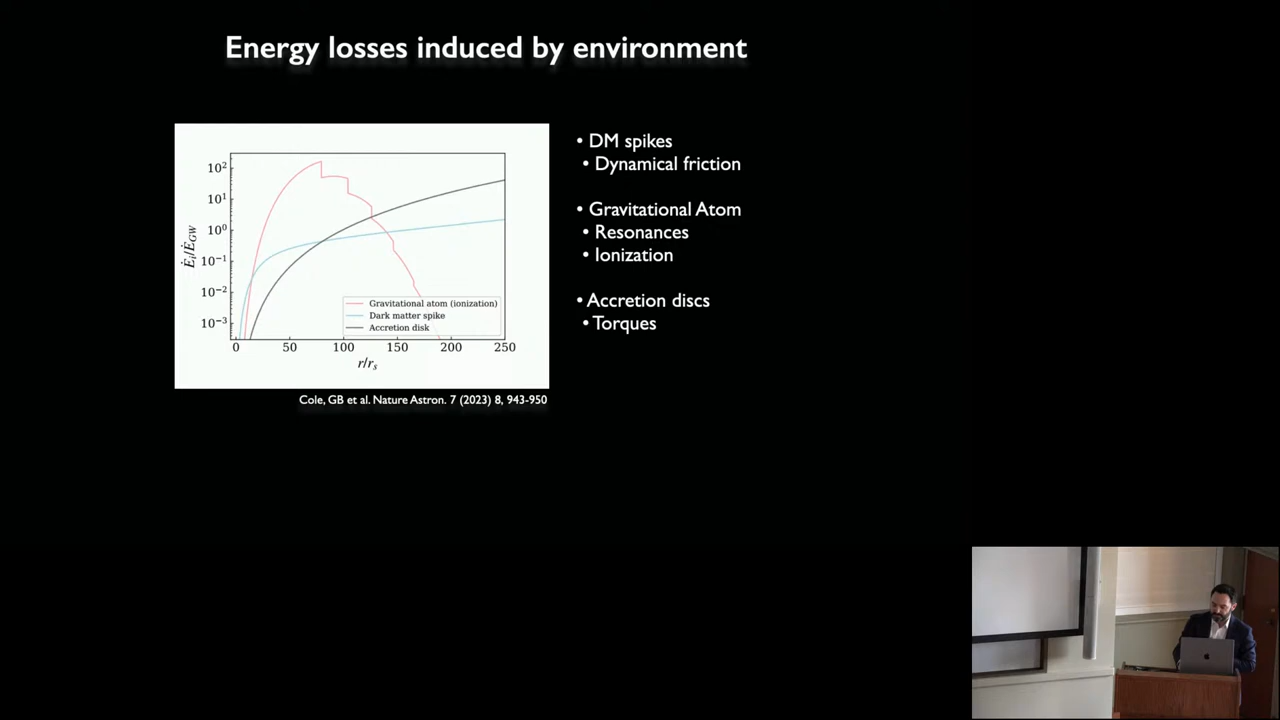 Energy losses induced by environment
10²
10¹
10⁰
10⁻¹
10⁻²
10⁻³
Ė_i/Ė_GW
Gravitational atom (ionization)
Dark matter spike
Accretion disk
0 50 100 150 200 250
r/r_s
Cole, GB et al. Nature Astron. 7 (2023) 8, 943-950
• DM spikes
• Dynamical friction
• Gravitational Atom
• Resonances
• Ionization
• Accretion discs
• Torques